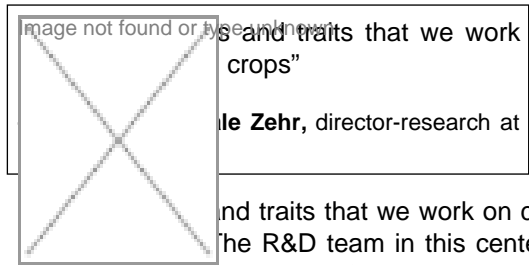 Image not found or type unknown
s and traits that we work
crops”
le Zehr, director-research at
nd traits that we work on
The R&D team in this